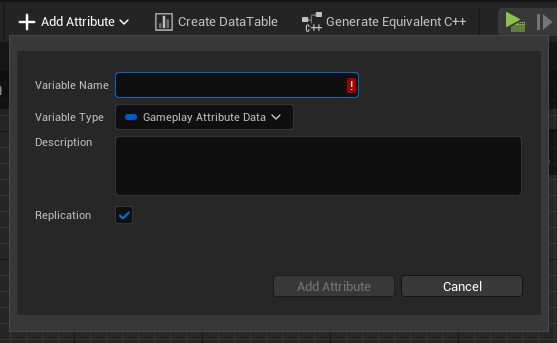 Add Attribute
Create DataTable
C++ Generate Equivalent C++
Variable Name !
Variable Type Gameplay Attribute Data
Description
Replication
Add Attribute Cancel